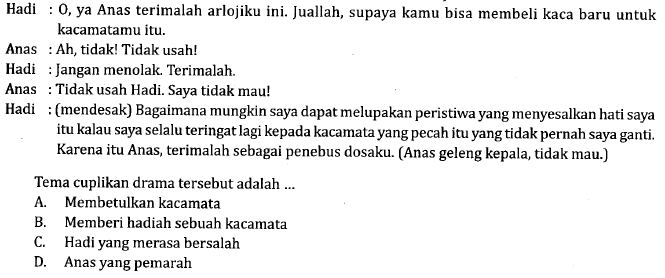 Hadi : O, ya Anas terimalah arlojiku ini. Juallah, supaya kamu bisa membeli kaca baru untuk
kacamatamu itu.
Anas : Ah, tidak! Tidak usah!
Hadi : Jangan menolak. Terimalah.
Anas : Tidak usah Hadi. Saya tidak mau!
Hadi : (mendesak) Bagaimana mungkin saya dapat melupakan peristiwa yang menyesalkan hati saya
itu kalau saya selalu teringat lagi kepada kacamata yang pecah itu yang tidak pernah saya ganti.
Karena itu Anas, terimalah sebagai penebus dosaku. (Anas geleng kepala, tidak mau.)
Tema cuplikan drama tersebut adalah ...
A. Membetulkan kacamata
B. Memberi hadiah sebuah kacamata
C. Hadi yang merasa bersalah
D. Anas yang pemarah